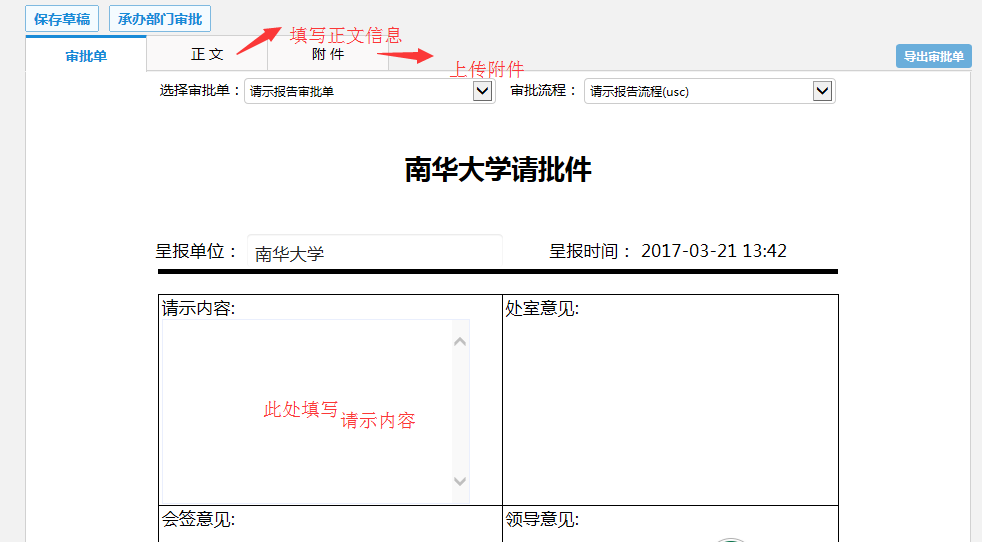 保存草稿 承办部门审批
填写正文信息
审批单 正 文 附 件 导出审批单
上传附件
选择审批单： 请示报告审批单 审批流程： 请示报告流程(usc)
南华大学请批件
呈报单位： 南华大学 呈报时间： 2017-03-21 13:42
请示内容: 处室意见:
此处填写
请示内容
会签意见: 领导意见: